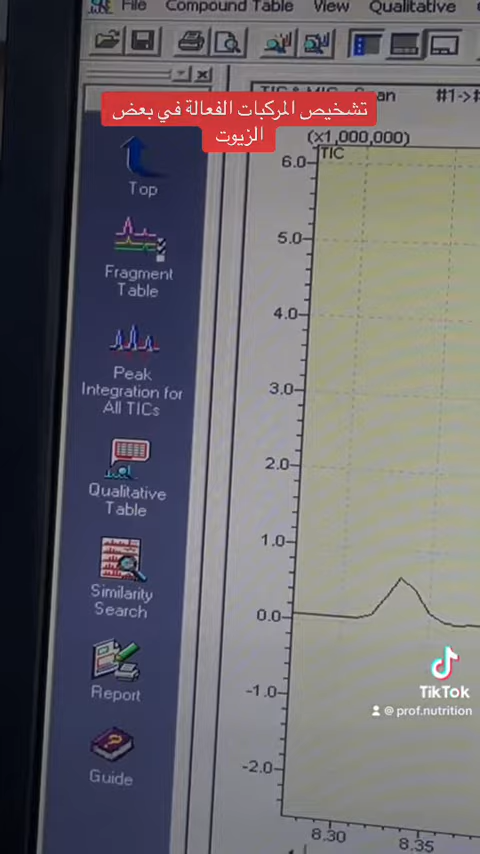 File Compound Table View Qualitative
#1->
تشخيص المركبات الفعالة في بعض
الزيوت
(x1,000,000)
TIC
6.0
5.0
4.0
3.0
2.0
1.0
0.0
-1.0
-2.0
8.30
8.35
Top
Fragment
Table
Peak
Integration for
All TICs
Qualitative
Table
Similarity
Search
Report
Guide
TikTok
@ prof.nutrition